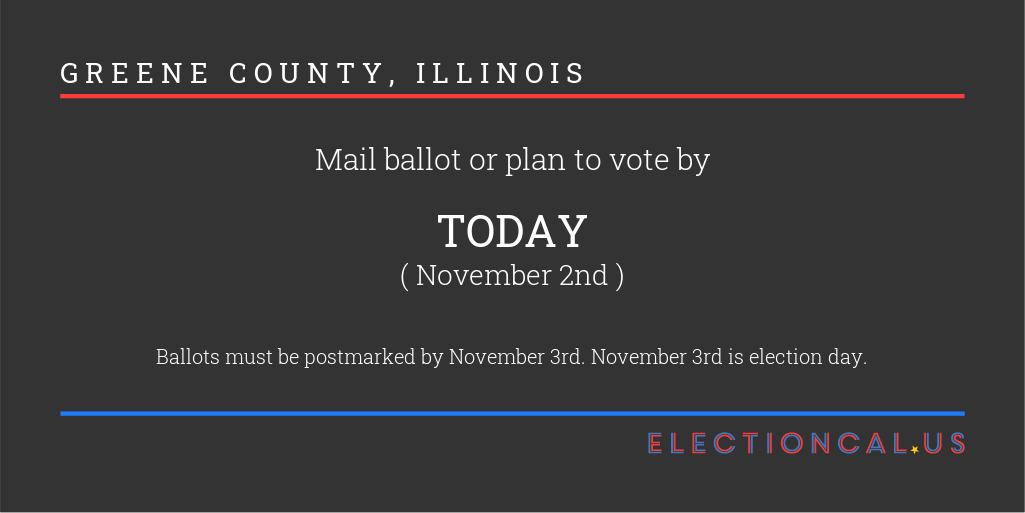 GREENE COUNTY, ILLINOIS
Mail ballot or plan to vote by
TODAY
( November 2nd )
Ballots must be postmarked by November 3rd. November 3rd is election day.
ELECTIONCAL.US